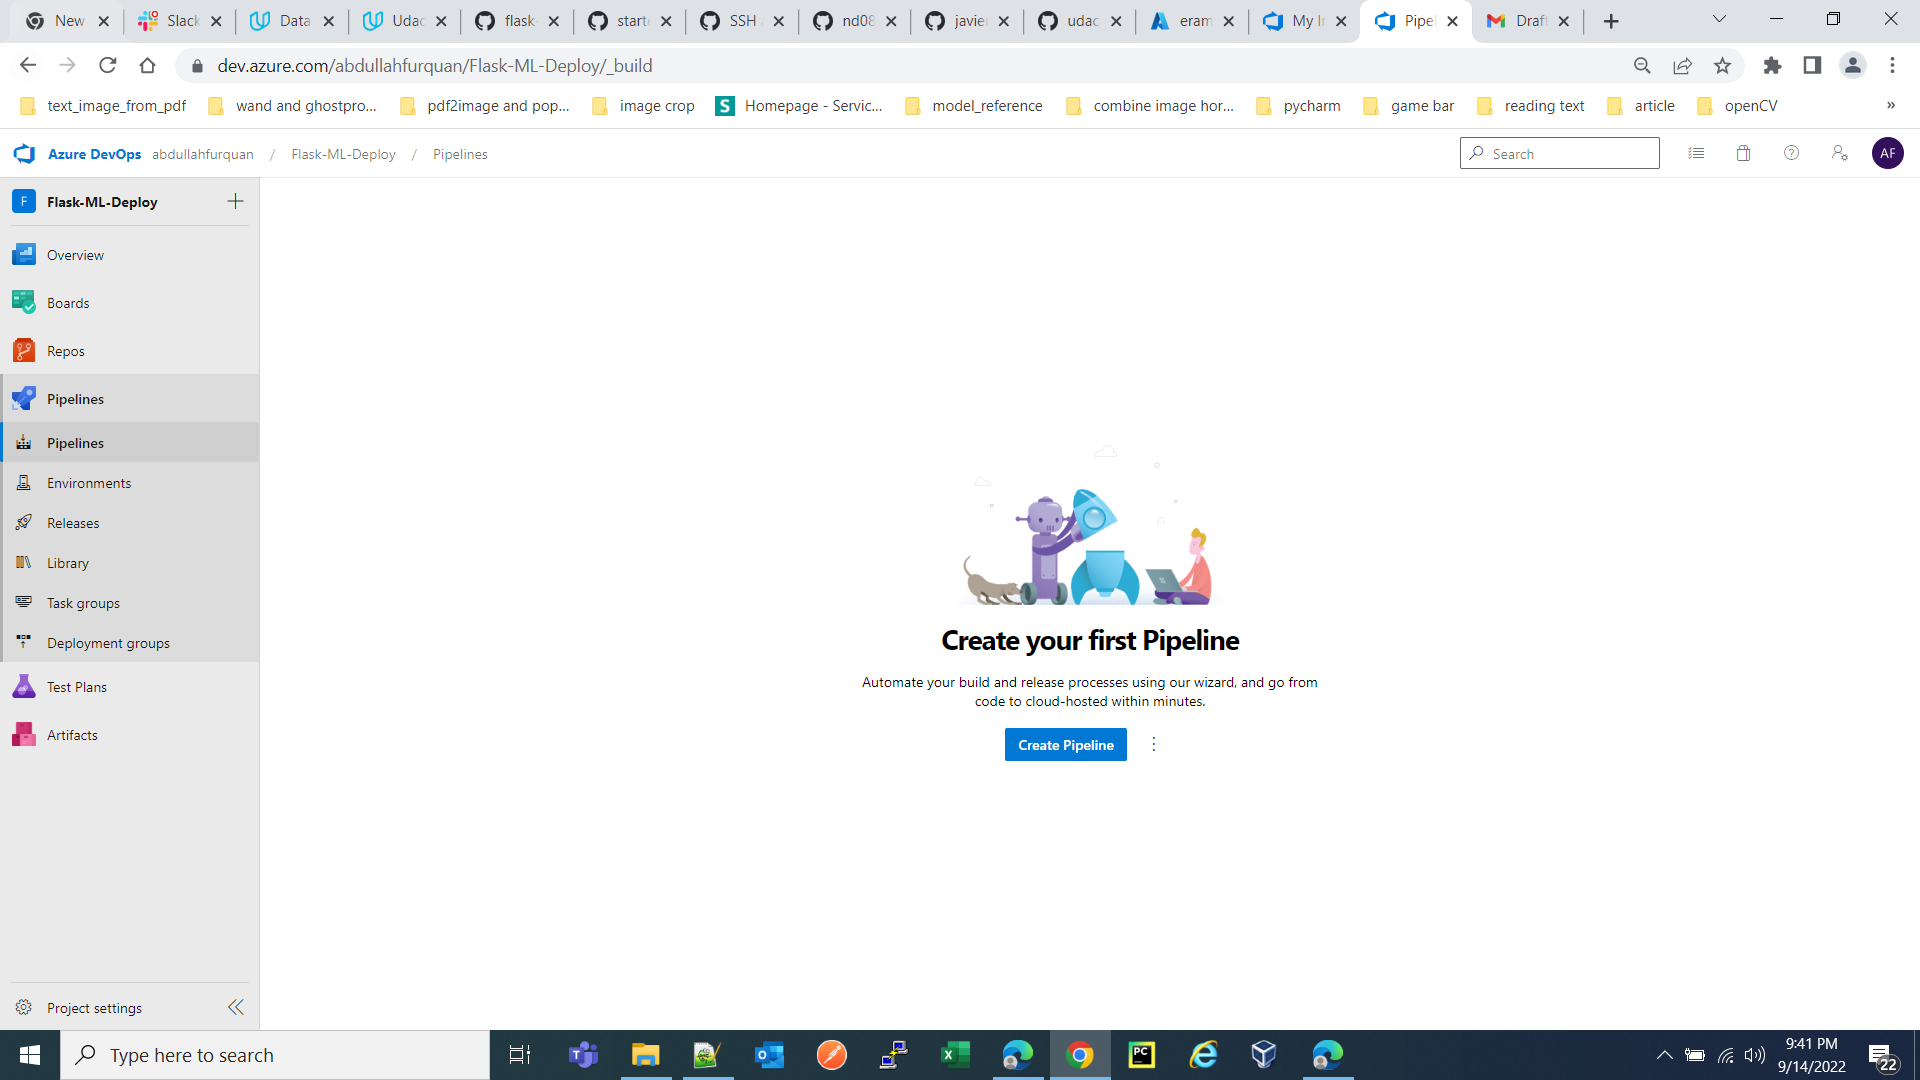 New
Slack
Data
Udac
flask-
starte
SSH
nd08
javier
udac
eram
My In
Pipel
Draft
dev.azure.com/abdullahfurquan/Flask-ML-Deploy/_build
text_image_from_pdf
wand and ghostpro...
pdf2image and pop...
image crop
S
Homepage - Servic...
model_reference
combine image hor...
pycharm
game bar
reading text
article
openCV
»
Azure DevOps abdullahfurquan / Flask-ML-Deploy / Pipelines
Search
AF
F Flask-ML-Deploy
Overview
Boards
Repos
Pipelines
Pipelines
Environments
Releases
Library
Task groups
Deployment groups
Test Plans
Artifacts
Create your first Pipeline
Automate your build and release processes using our wizard, and go from
code to cloud-hosted within minutes.
Create Pipeline
Project settings
Type here to search
9:41 PM
9/14/2022
22